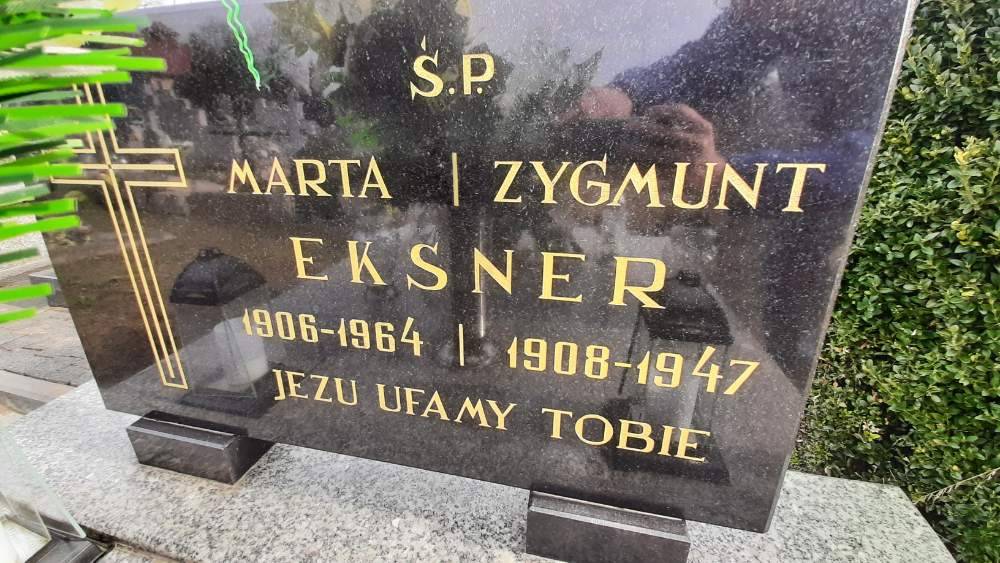 Ś.P.
MARTA | ZYGMUNT
EKSNER
1906-1964 | 1908-1947
JEZU UFAMY TOBIE